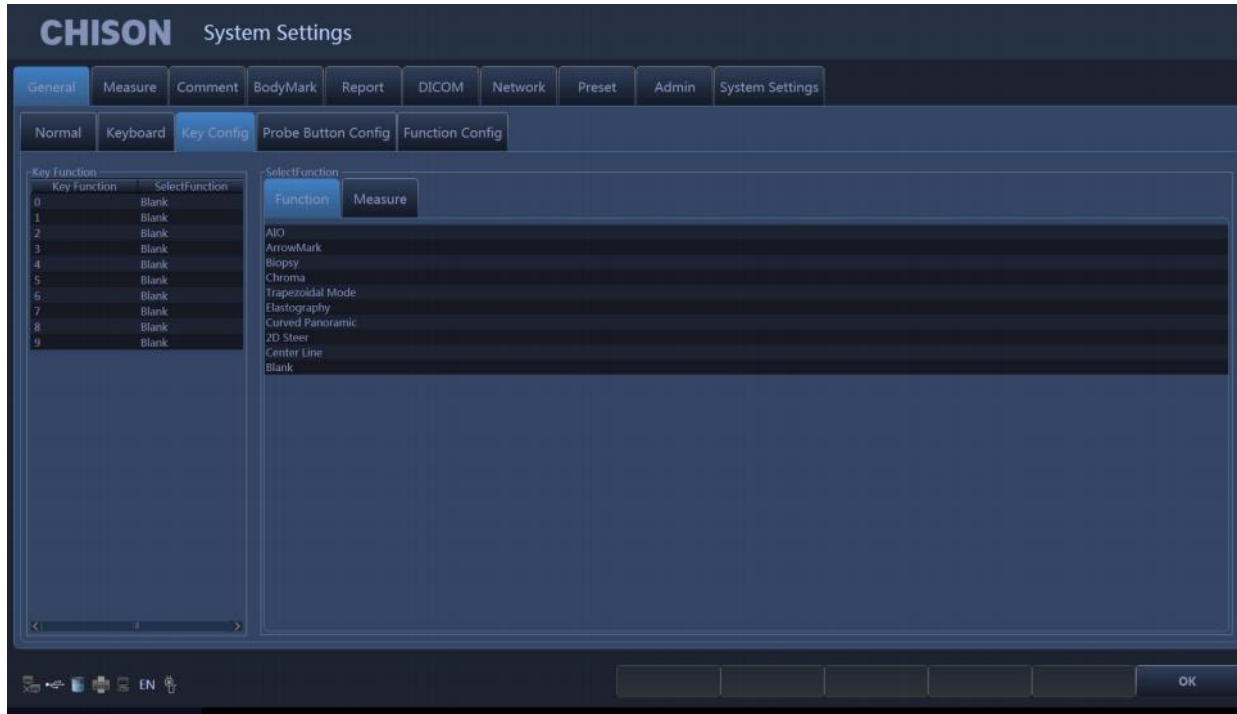 CHISON System Settings
General Measure Comment BodyMark Report DICOM Network Preset Admin System Settings
Normal Keyboard Key Config Probe Button Config Function Config
Key Function
Key Function SelectFunction
0 Blank
1 Blank
2 Blank
3 Blank
4 Blank
5 Blank
6 Blank
7 Blank
8 Blank
9 Blank
SelectFunction
Function Measure
AIO
ArrowMark
Biopsy
Chroma
Trapezoidal Mode
Elastography
Curved Panoramic
2D Steer
Center Line
Blank
EN
OK